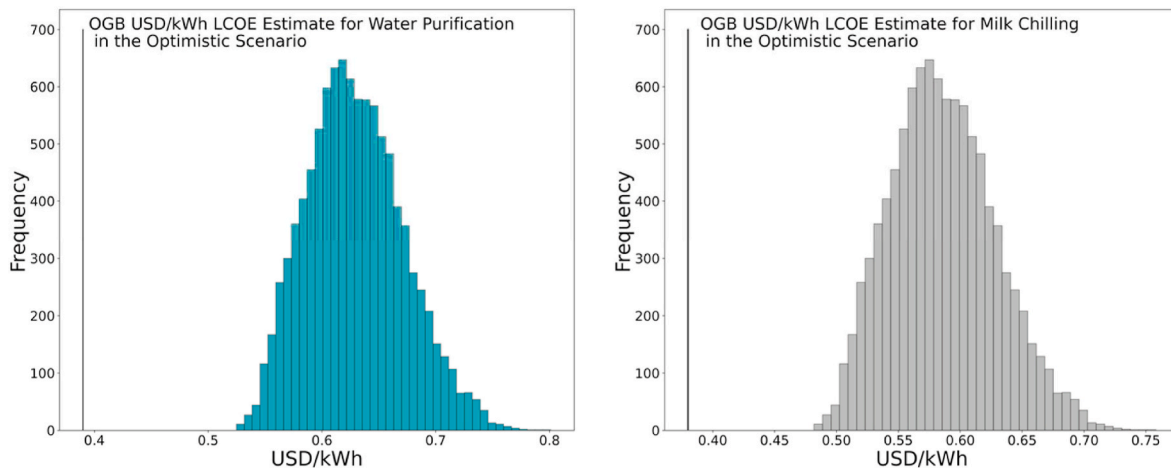 OGB USD/kWh LCOE Estimate for Water Purification
in the Optimistic Scenario
700
600
500
400
300
200
100
0
Frequency
0.4 0.5 0.6 0.7 0.8
USD/kWh
OGB USD/kWh LCOE Estimate for Milk Chilling
in the Optimistic Scenario
700
600
500
400
300
200
100
0
Frequency
0.40 0.45 0.50 0.55 0.60 0.65 0.70 0.75
USD/kWh